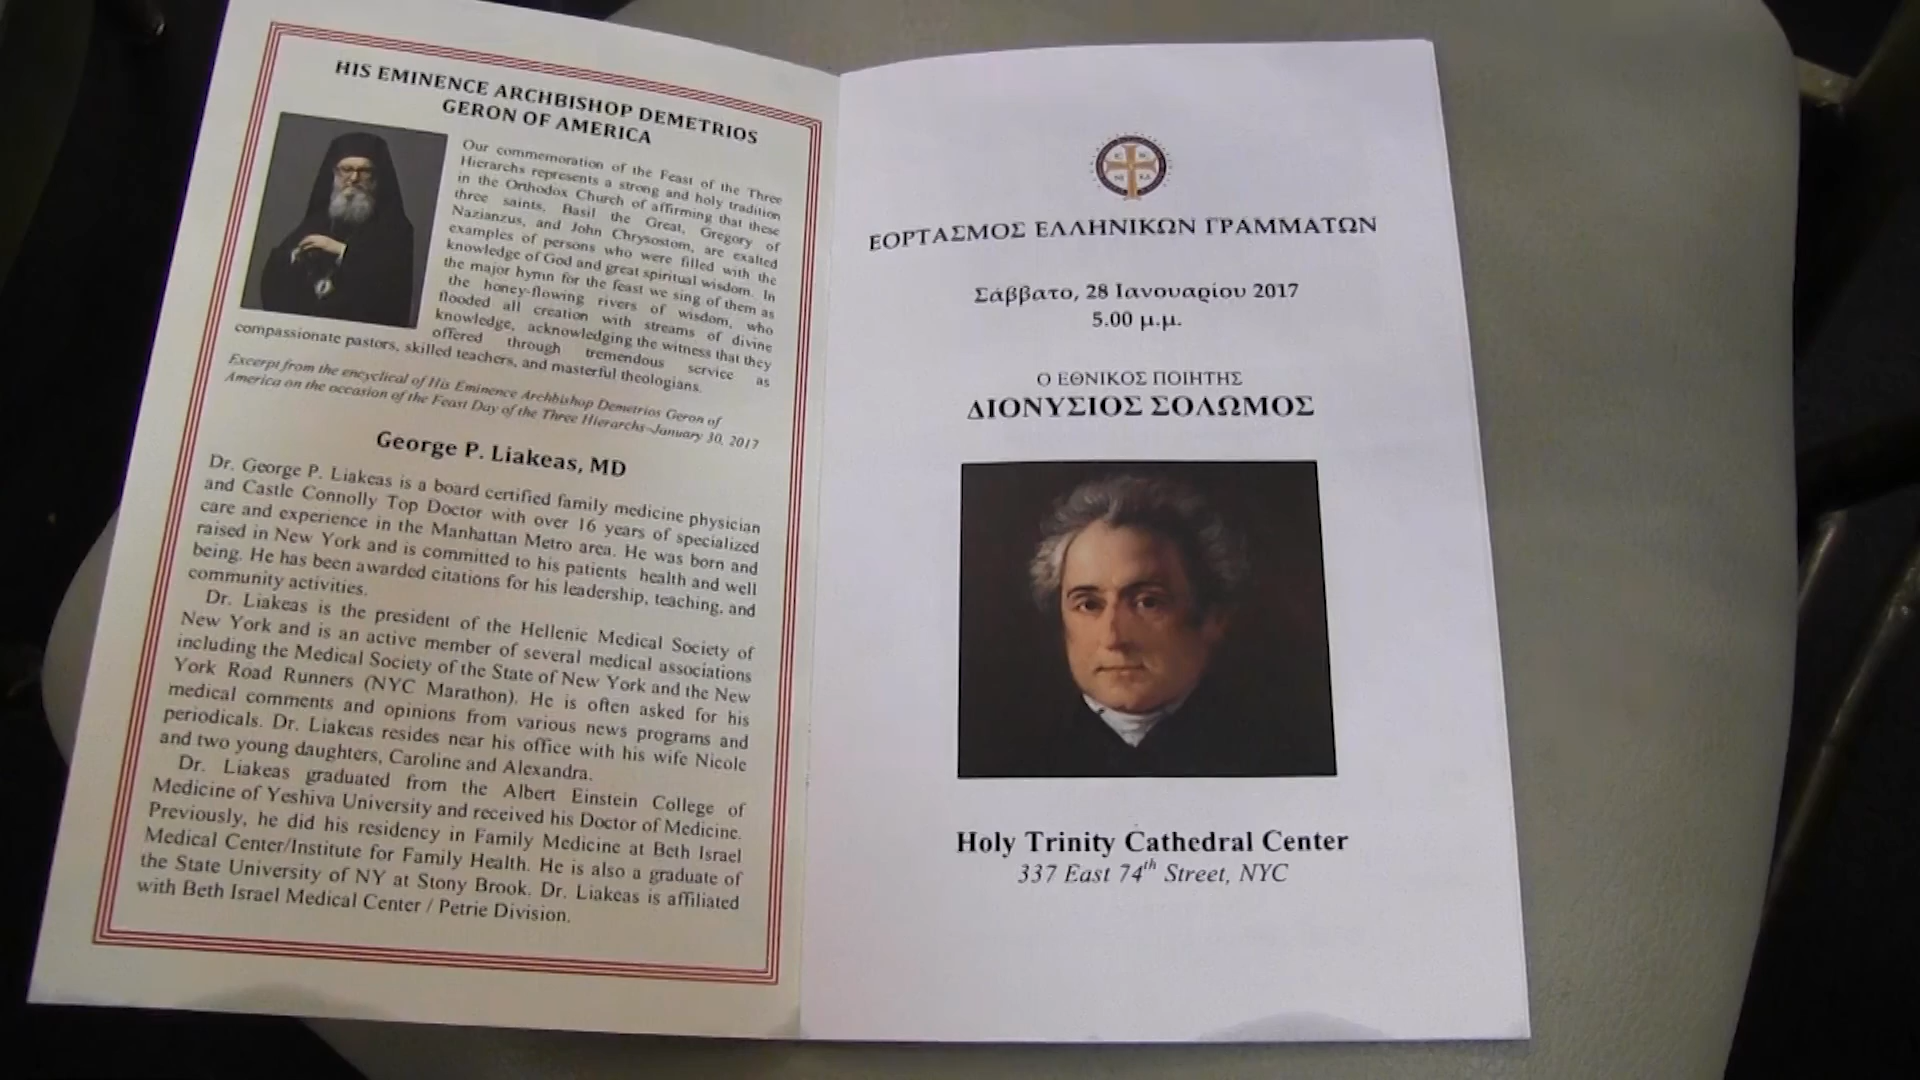 HIS EMINENCE ARCHBISHOP DEMETRIOS
GERON OF AMERICA
Our commemoration of the Feast of the Three
Hierarchs represents a strong and holy tradition
in the Orthodox Church of affirming that these
three saints, Basil the Great, Gregory of
Nazianzus, and John Chrysostom, are exalted
examples of persons who were filled with the
knowledge of God and great spiritual wisdom. In
the major hymn for the feast we sing of them as
the honey-flowing rivers of wisdom, who
flooded all creation with streams of divine
knowledge, acknowledging the witness that they
offered through tremendous service as
compassionate pastors, skilled teachers, and masterful theologians.
Excerpt from the encyclical of His Eminence Archbishop Demetrios Geron of
America on the occasion of the Feast Day of the Three Hierarchs-January 30, 2017
George P. Liakeas, MD
Dr. George P. Liakeas is a board certified family medicine physician
and Castle Connolly Top Doctor with over 16 years of specialized
care and experience in the Manhattan Metro area. He was born and
raised in New York and is committed to his patients health and well
being. He has been awarded citations for his leadership, teaching, and
community activities.
Dr. Liakeas is the president of the Hellenic Medical Society of
New York and is an active member of several medical associations
including the Medical Society of the State of New York and the New
York Road Runners (NYC Marathon). He is often asked for his
medical comments and opinions from various news programs and
periodicals. Dr. Liakeas resides near his office with his wife Nicole
and two young daughters, Caroline and Alexandra.
Dr. Liakeas graduated from the Albert Einstein College of
Medicine of Yeshiva University and received his Doctor of Medicine.
Previously, he did his residency in Family Medicine at Beth Israel
Medical Center/Institute for Family Health. He is also a graduate of
the State University of NY at Stony Brook. Dr. Liakeas is affiliated
with Beth Israel Medical Center / Petrie Division.
ΕΟΡΤΑΣΜΟΣ ΕΛΛΗΝΙΚΩΝ ΓΡΑΜΜΑΤΩΝ
Σάββατο, 28 Ιανουαρίου 2017
5.00 μ.μ.
Ο ΕΘΝΙΚΟΣ ΠΟΙΗΤΗΣ
ΔΙΟΝΥΣΙΟΣ ΣΟΛΩΜΟΣ
Holy Trinity Cathedral Center
337 East 74th Street, NYC